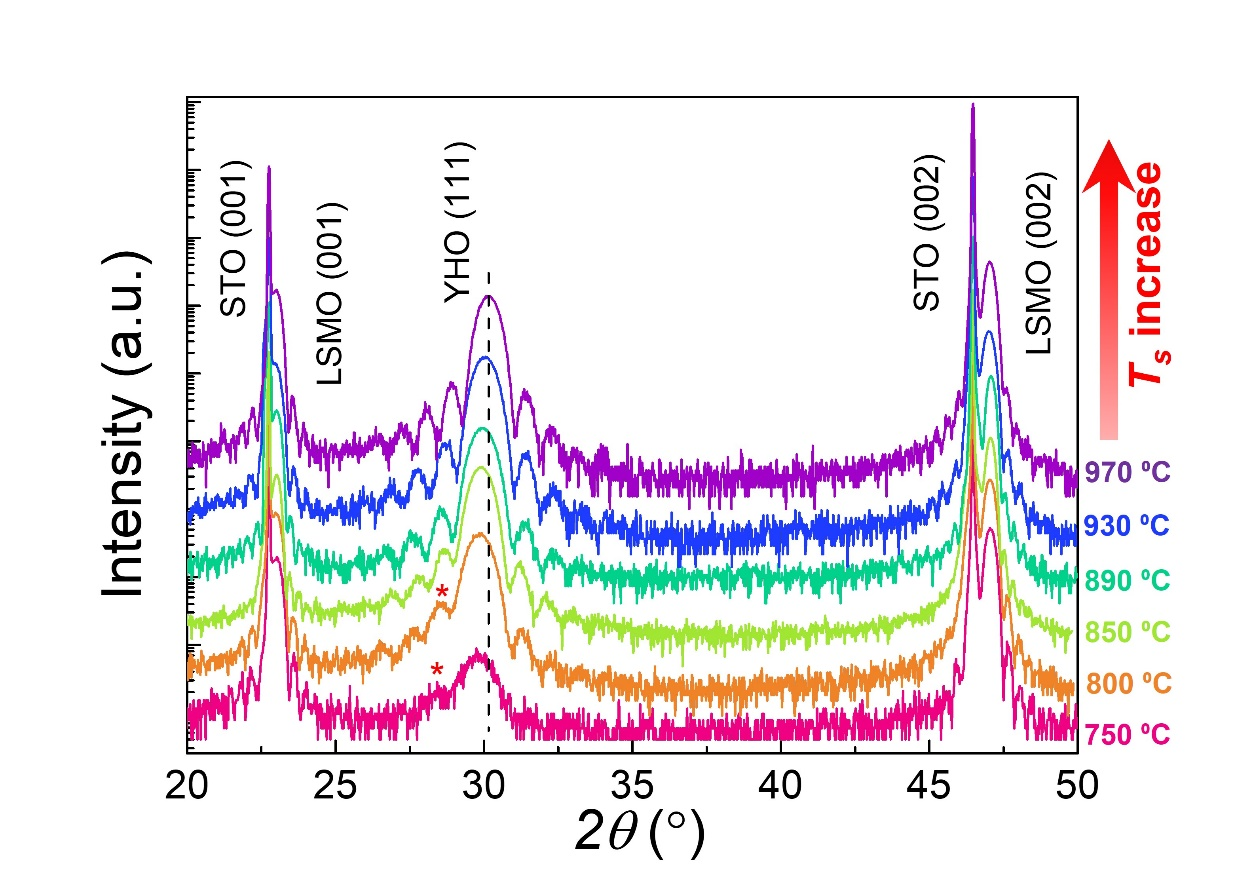 STO (001)
LSMO (001)
YHO (111)
STO (002)
LSMO (002)
Ts increase
Intensity (a.u.)
970 ºC
930 ºC
890 ºC
850 ºC
*
800 ºC
*
750 ºC
20 25 30 35 40 45 50
2θ (°)